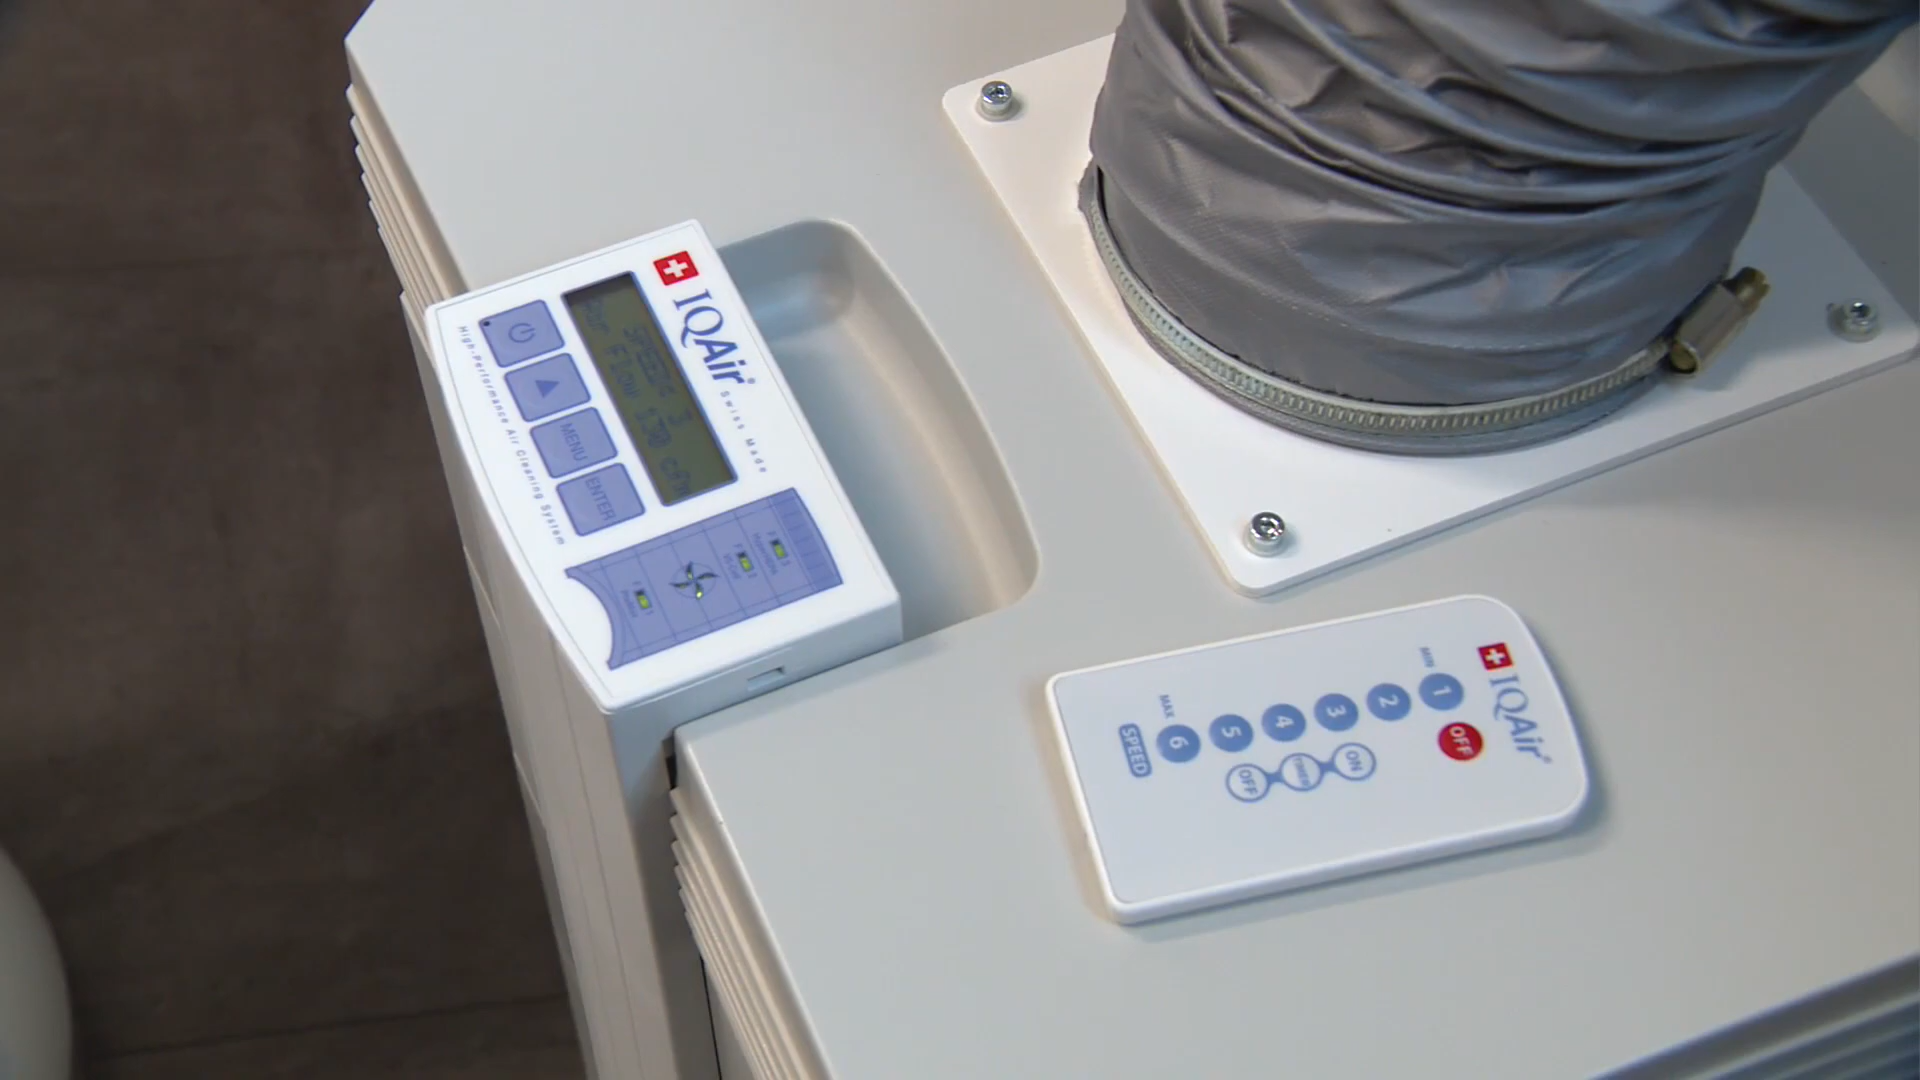 IQAir®
Swiss Made
SPEED: 3
Air Flow 130 cfm
MENU
ENTER
High-Performance Air Cleaning System
IQAir®
MIN
1
2
3
4
5
6
MAX
SPEED
OFF
ON
TIMER
OFF